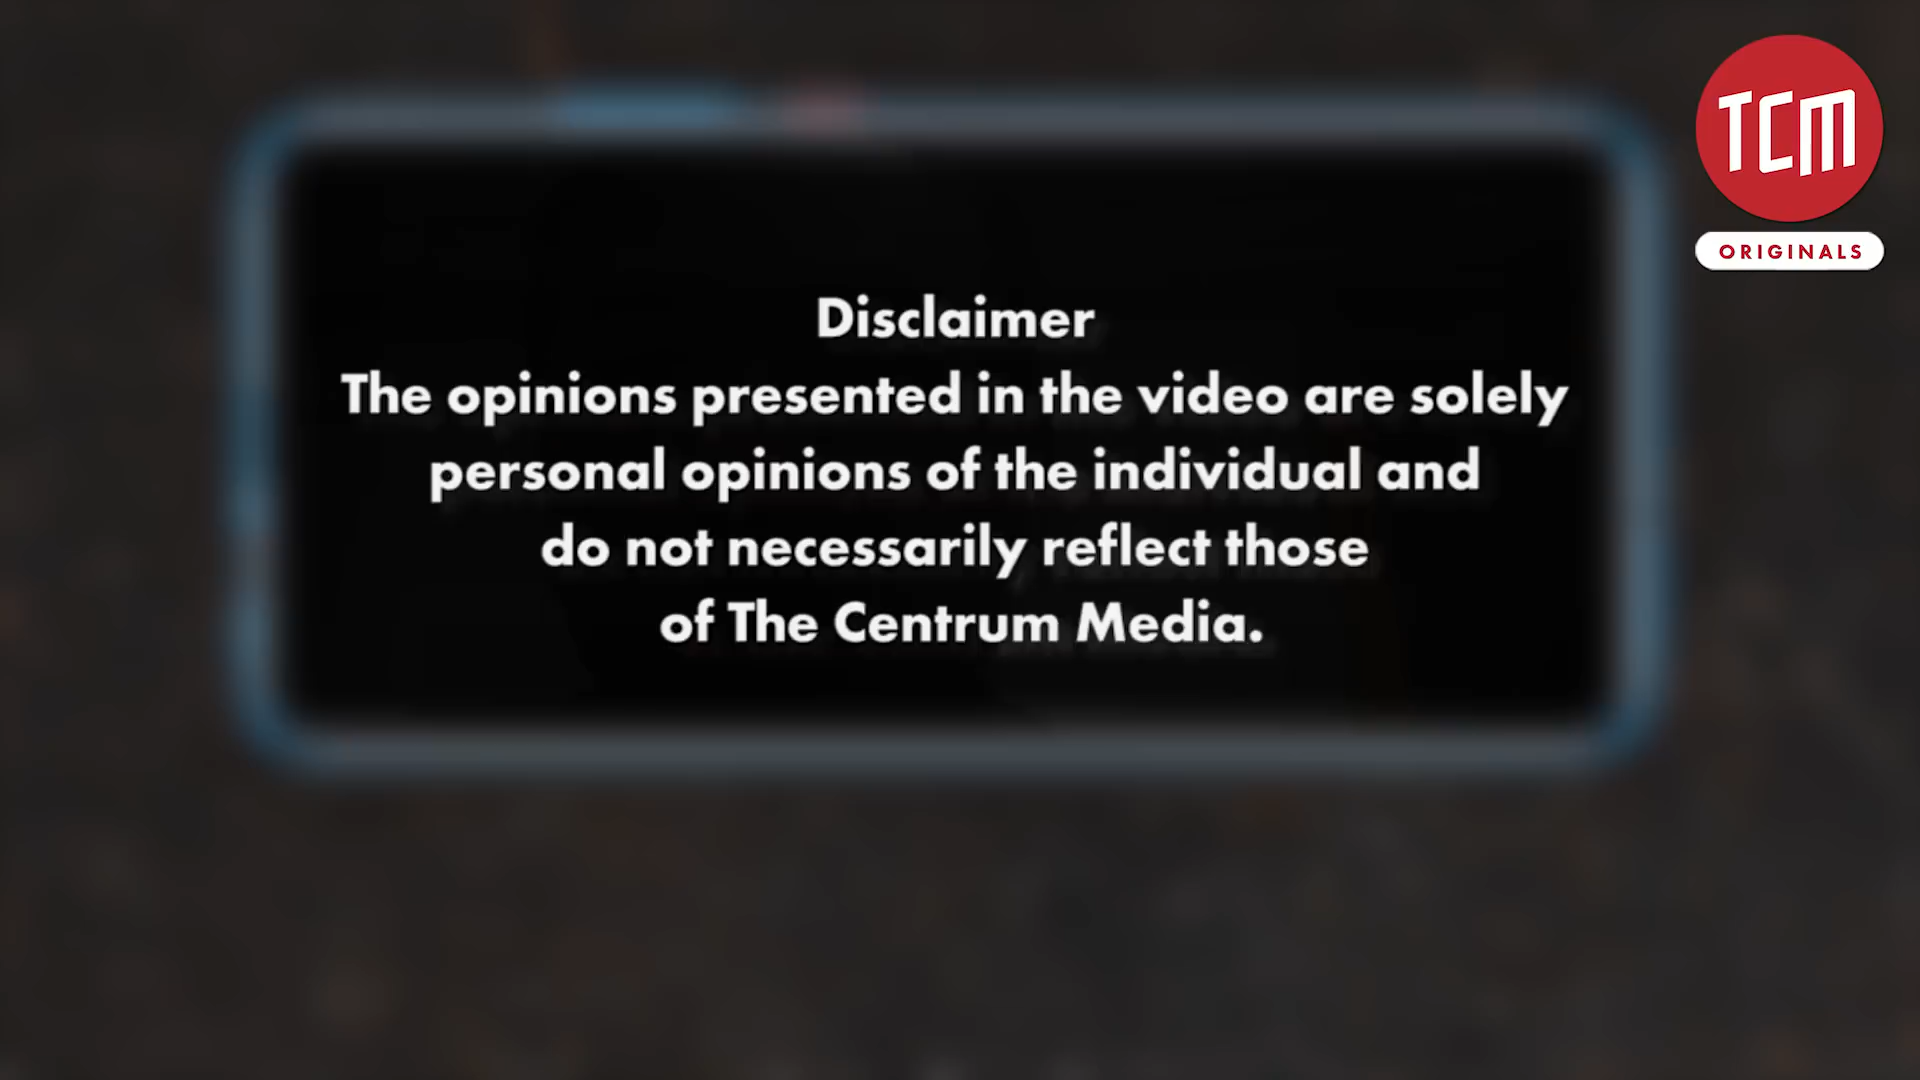 TCM
ORIGINALS
Disclaimer
The opinions presented in the video are solely
personal opinions of the individual and
do not necessarily reflect those
of The Centrum Media.